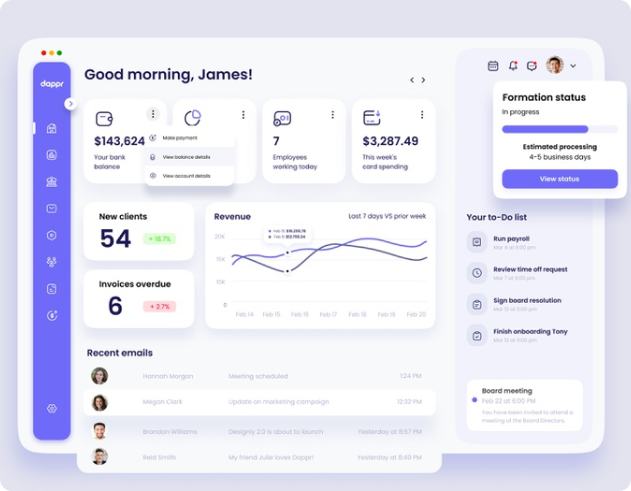 dappr
Good morning, James!
$143,624
Your bank
balance
Make payment
View balance details
View account details
7
Employees
working today
$3,287.49
This week's
card spending
Formation status
In progress
Estimated processing
4-5 business days
View status
New clients
54
+ 18.7%
Invoices overdue
6
+ 2.7%
Revenue
Last 7 days VS prior week
20K
15K
10K
0
Feb 14
Feb 15
Feb 16
Feb 17
Feb 18
Feb 19
Feb 20
Your to-Do list
Run payroll
Mar 4 at 6:00 pm
Review time off request
Mar 7 at 6:00 pm
Sign board resolution
Mar 12 at 6:00 pm
Finish onboarding Tony
Mar 12 at 6:00 pm
Board meeting
Feb 22 at 6:00 PM
You have been invited to attend a
meeting of the Board Directors.
Recent emails
Hannah Morgan Meeting scheduled 1:24 PM
Megan Clark Update on marketing campaign 12:32 PM
Brandon Williams Designly 2.0 is about to launch Yesterday at 8:57 PM
Reid Smith My friend Julie loves Dappr! Yesterday at 8:49 PM